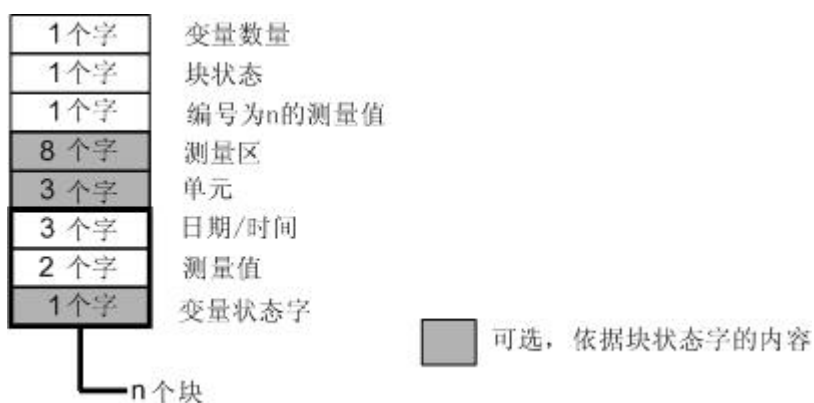 1个字 变量数量
1个字 块状态
1个字 编号为n的测量值
8 个字 测量区
3 个字 单元
3 个字 日期/时间
2 个字 测量值
1个字 变量状态字
可选，依据块状态字的内容
n个块